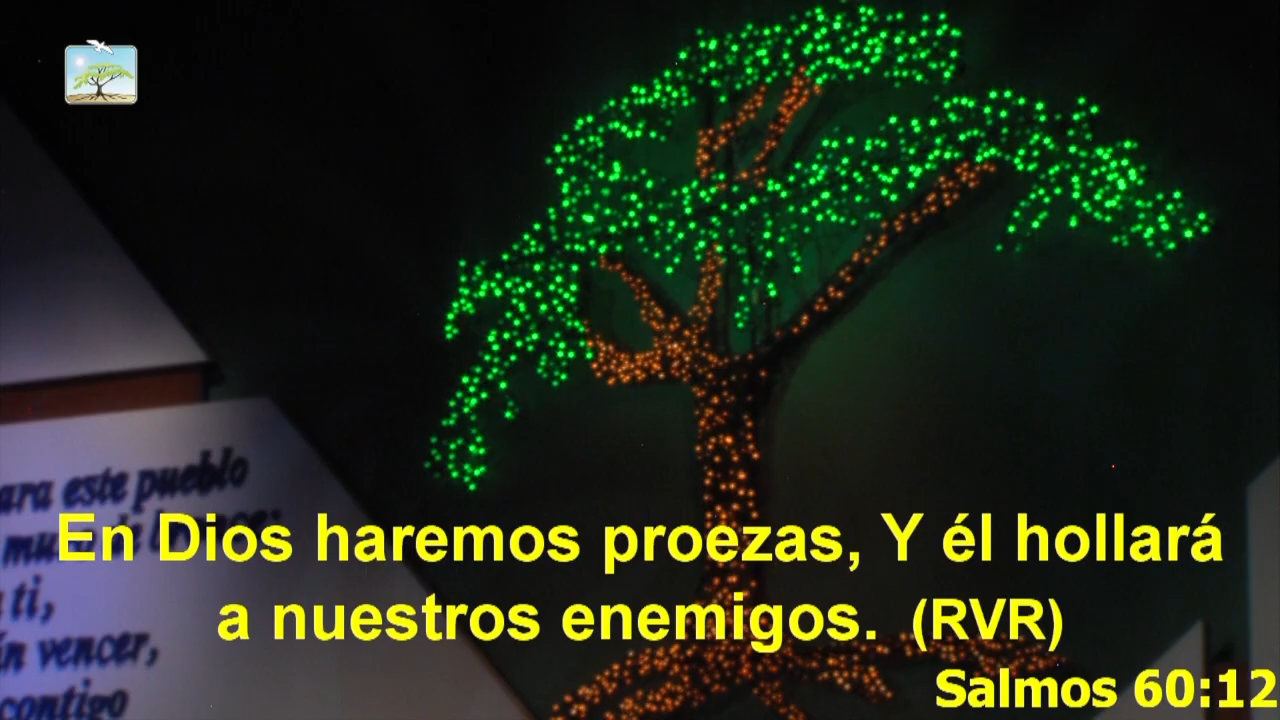 ara este pueblo
En Dios haremos proezas, Y él hollará
a nuestros enemigos. (RVR)
ti,
n vencer,
contigo
Salmos 60:12